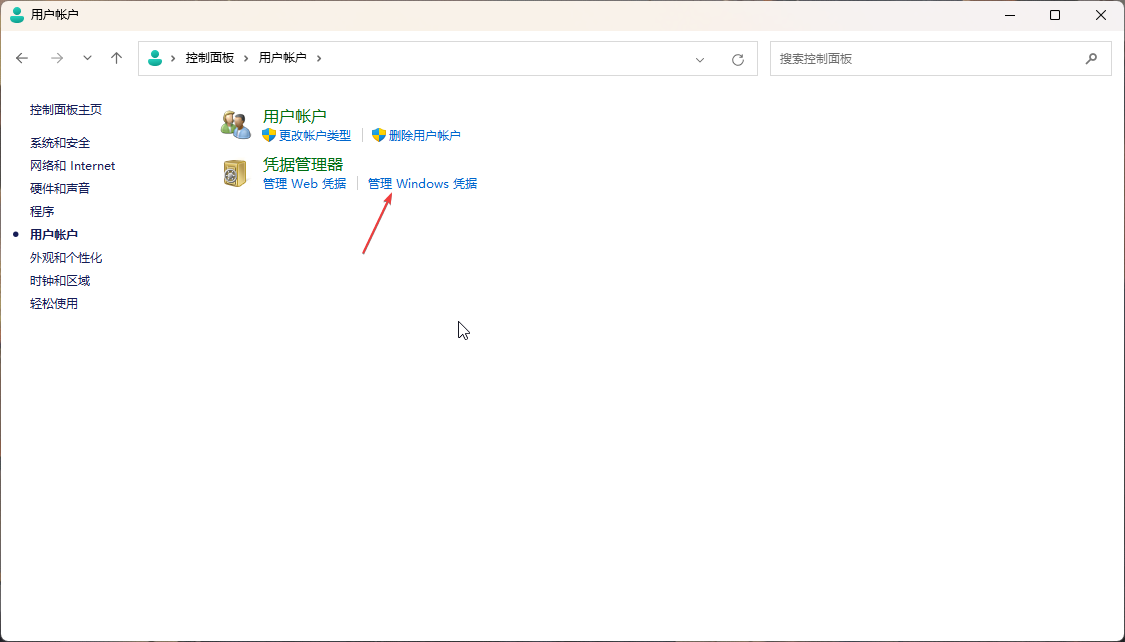 用户帐户
控制面板 用户帐户
搜索控制面板
控制面板主页
系统和安全
网络和 Internet
硬件和声音
程序
用户帐户
外观和个性化
时钟和区域
轻松使用
用户帐户
更改帐户类型 删除用户帐户
凭据管理器
管理 Web 凭据 管理 Windows 凭据